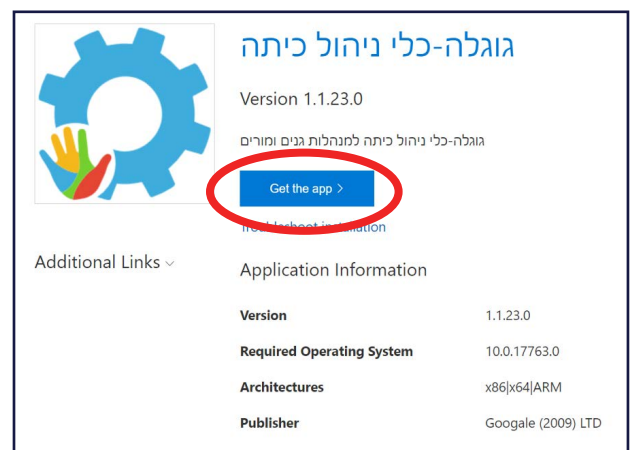 גוגלה-כלי ניהול כיתה
Version 1.1.23.0
גוגלה-כלי ניהול כיתה למנהלות גנים ומורים
Get the app >
Troubleshoot installation
Additional Links
Application Information
Version 1.1.23.0
Required Operating System 10.0.17763.0
Architectures x86|x64|ARM
Publisher Googale (2009) LTD